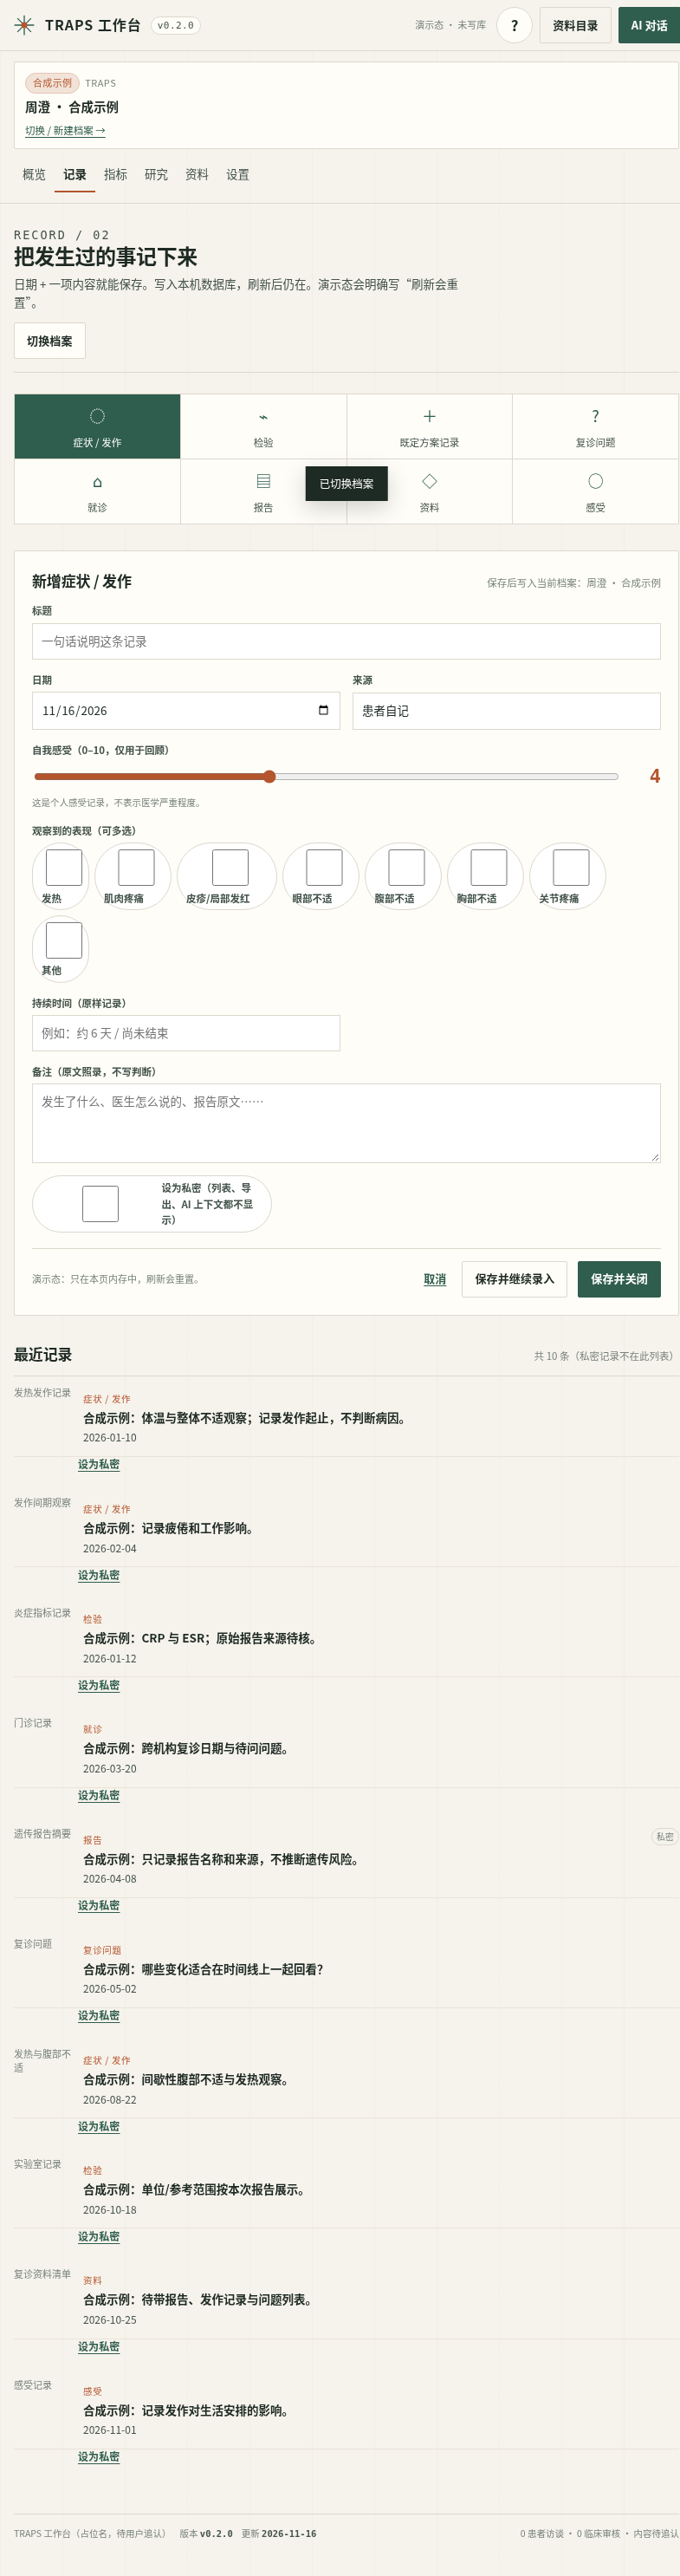 TRAPS 工作台 v0.2.0 演示态 · 未写库 ? 资料目录 AI 对话
合成示例 TRAPS
周澄 · 合成示例
切换 / 新建档案 →
概览 记录 指标 研究 资料 设置
RECORD / 02
把发生过的事记下来
日期 + 一项内容就能保存。写入本机数据库，刷新后仍在。演示态会明确写“刷新会重
置”。
切换档案
症状 / 发作 检验 既定方案记录 复诊问题
就诊 报告 资料 感受
已切换档案
新增症状 / 发作 保存后写入当前档案：周澄 · 合成示例
标题
一句话说明这条记录
日期 来源
11/16/2026 患者自记
自我感受（0–10，仅用于回顾）
4
这是个人感受记录，不表示医学严重程度。
观察到的表现（可多选）
发热 肌肉疼痛 皮疹/局部发红 眼部不适 腹部不适 胸部不适 关节疼痛
其他
持续时间（原样记录）
例如：约 6 天 / 尚未结束
备注（原文照录，不写判断）
发生了什么、医生怎么说的、报告原文……
设为私密（列表、导
出、AI 上下文都不显
示）
演示态：只在本页内存中，刷新会重置。 取消 保存并继续录入 保存并关闭
最近记录 共 10 条（私密记录不在此列表）
发热发作记录 症状 / 发作
合成示例：体温与整体不适观察；记录发作起止，不判断病因。
2026-01-10
设为私密
发作间期观察 症状 / 发作
合成示例：记录疲倦和工作影响。
2026-02-04
设为私密
炎症指标记录 检验
合成示例：CRP 与 ESR；原始报告来源待核。
2026-01-12
设为私密
门诊记录 就诊
合成示例：跨机构复诊日期与待问问题。
2026-03-20
设为私密
遗传报告摘要 报告 私密
合成示例：只记录报告名称和来源，不推断遗传风险。
2026-04-08
设为私密
复诊问题 复诊问题
合成示例：哪些变化适合在时间线上一起回看？
2026-05-02
设为私密
发热与腹部不
适 症状 / 发作
合成示例：间歇性腹部不适与发热观察。
2026-08-22
设为私密
实验室记录 检验
合成示例：单位/参考范围按本次报告展示。
2026-10-18
设为私密
复诊资料清单 资料
合成示例：待带报告、发作记录与问题列表。
2026-10-25
设为私密
感受记录 感受
合成示例：记录发作对生活安排的影响。
2026-11-01
设为私密
TRAPS 工作台（占位名，待用户追认） 版本 v0.2.0 更新 2026-11-16 0 患者访谈 · 0 临床审核 · 内容待追认